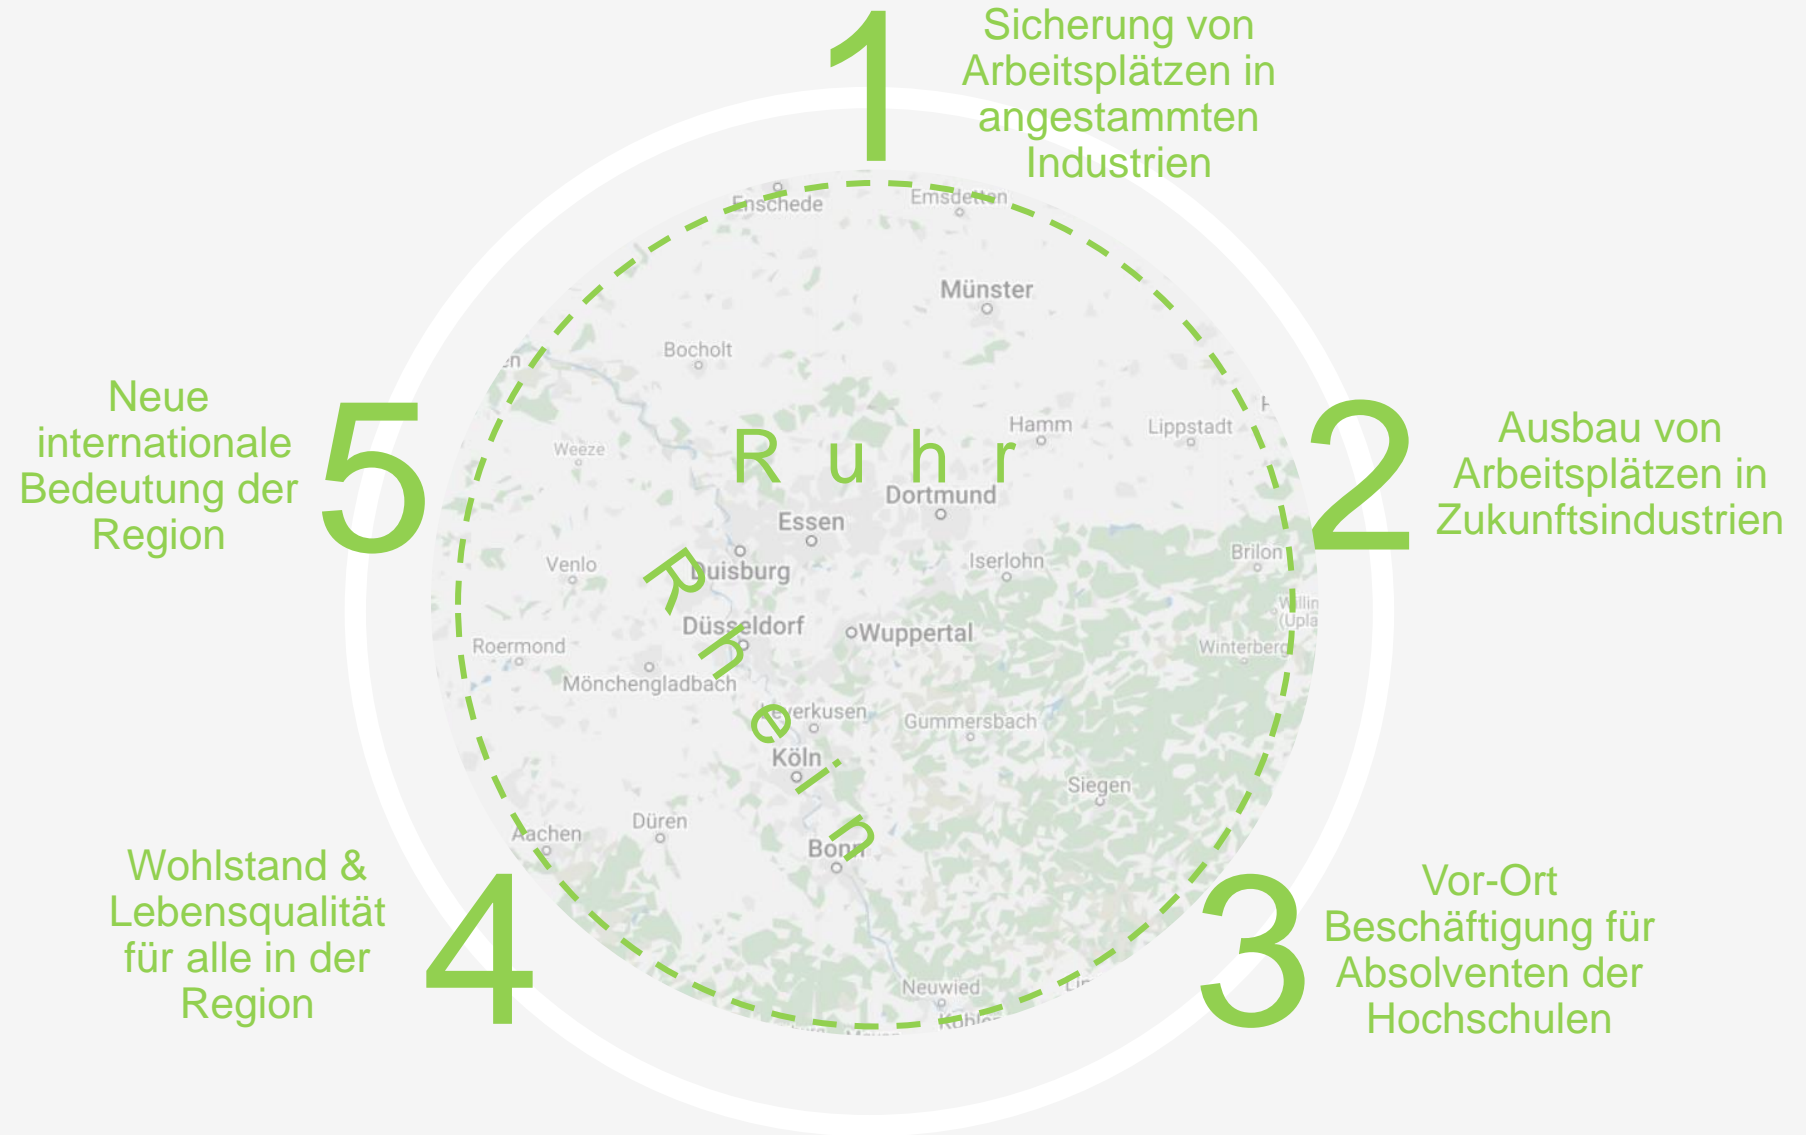 1
Sicherung von
Arbeitsplätzen in
angestammten
Industrien
2
Ausbau von
Arbeitsplätzen in
Zukunftsindustrien
3
Vor-Ort
Beschäftigung für
Absolventen der
Hochschulen
4
Wohlstand &
Lebensqualität
für alle in der
Region
5
Neue
internationale
Bedeutung der
Region
Ruhr
Rhein
Enschede
Emsdetten
Münster
Bocholt
Hamm
Lippstadt
Weeze
Dortmund
Essen
Venlo
Duisburg
Iserlohn
Brilon
Düsseldorf
Wuppertal
Roermond
Winterberg
Mönchengladbach
Leverkusen
Gummersbach
Köln
Siegen
Düren
Aachen
Bonn
Neuwied